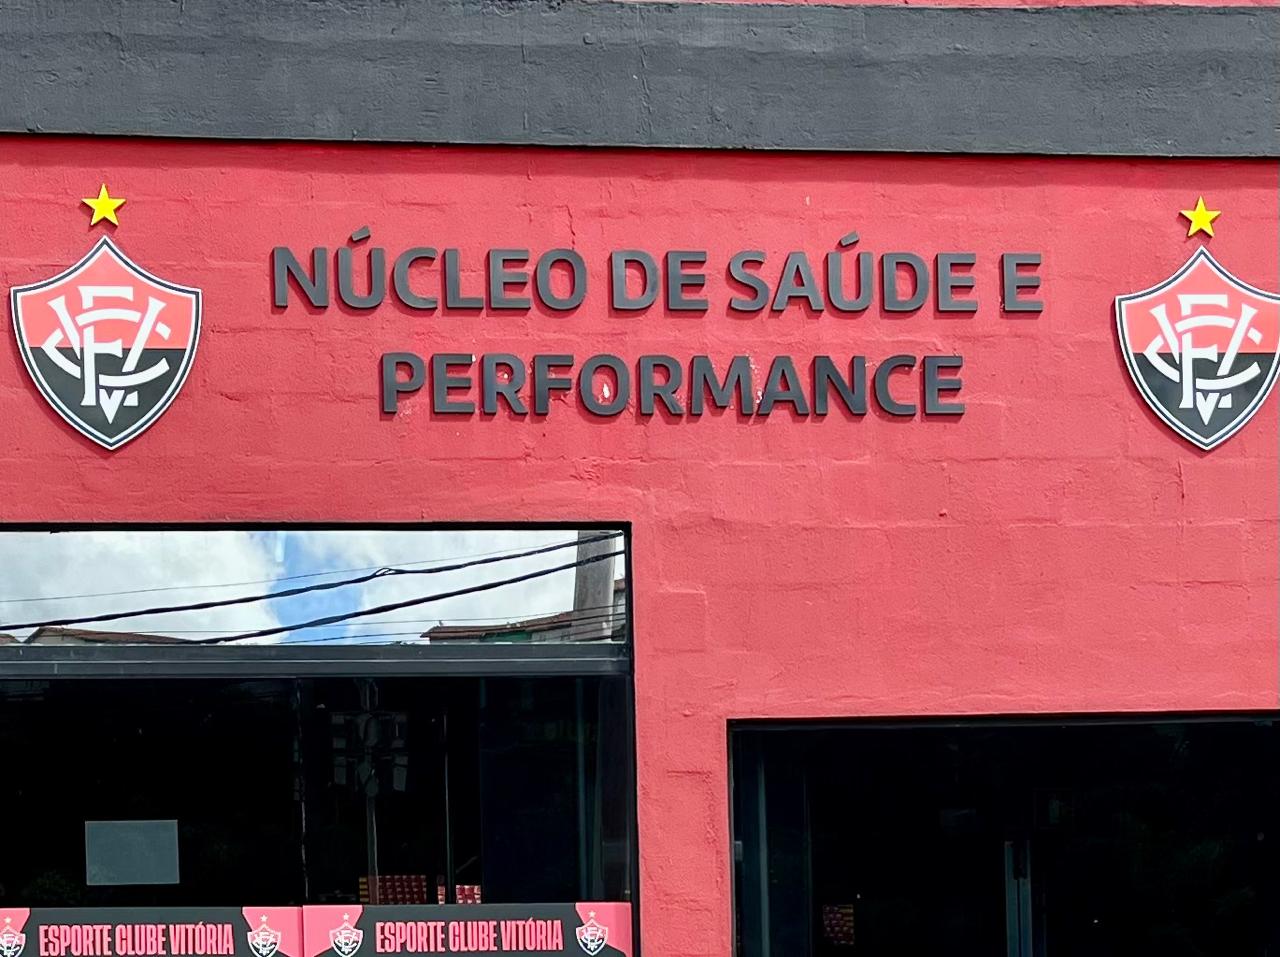 NÚCLEO DE SAÚDE E
PERFORMANCE
ESPORTE CLUBE VITÓRIA
ESPORTE CLUBE VITÓRIA